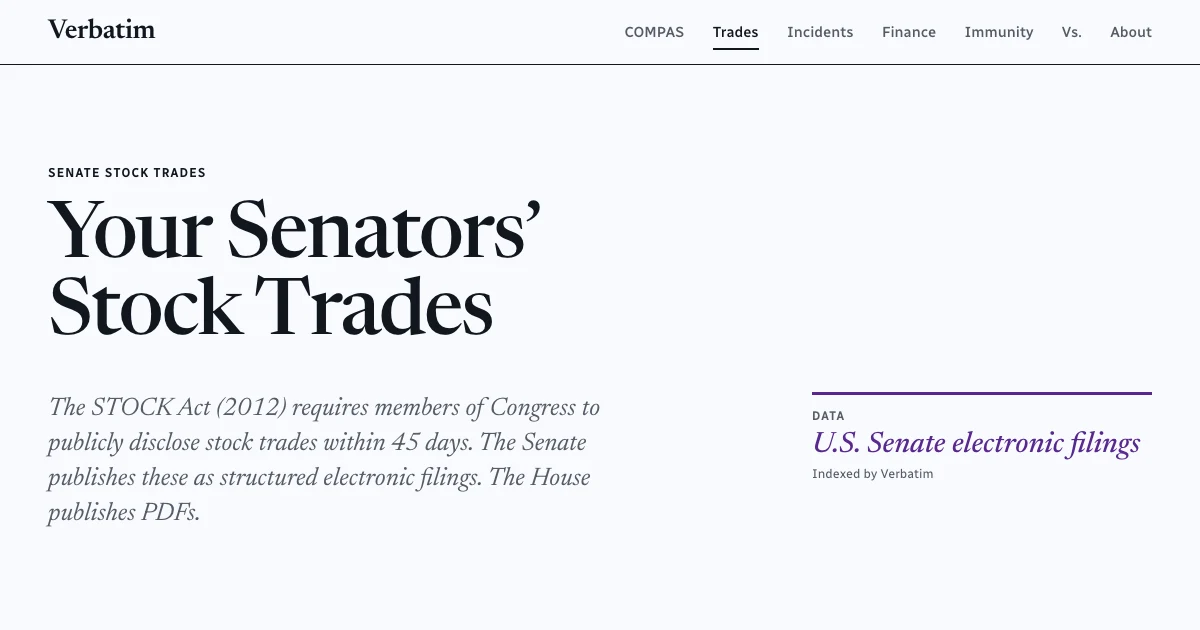 Verbatim
COMPAS Trades Incidents Finance Immunity Vs. About
SENATE STOCK TRADES
Your Senators’
Stock Trades
The STOCK Act (2012) requires members of Congress to
publicly disclose stock trades within 45 days. The Senate
publishes these as structured electronic filings. The House
publishes PDFs.
DATA
U.S. Senate electronic filings
Indexed by Verbatim